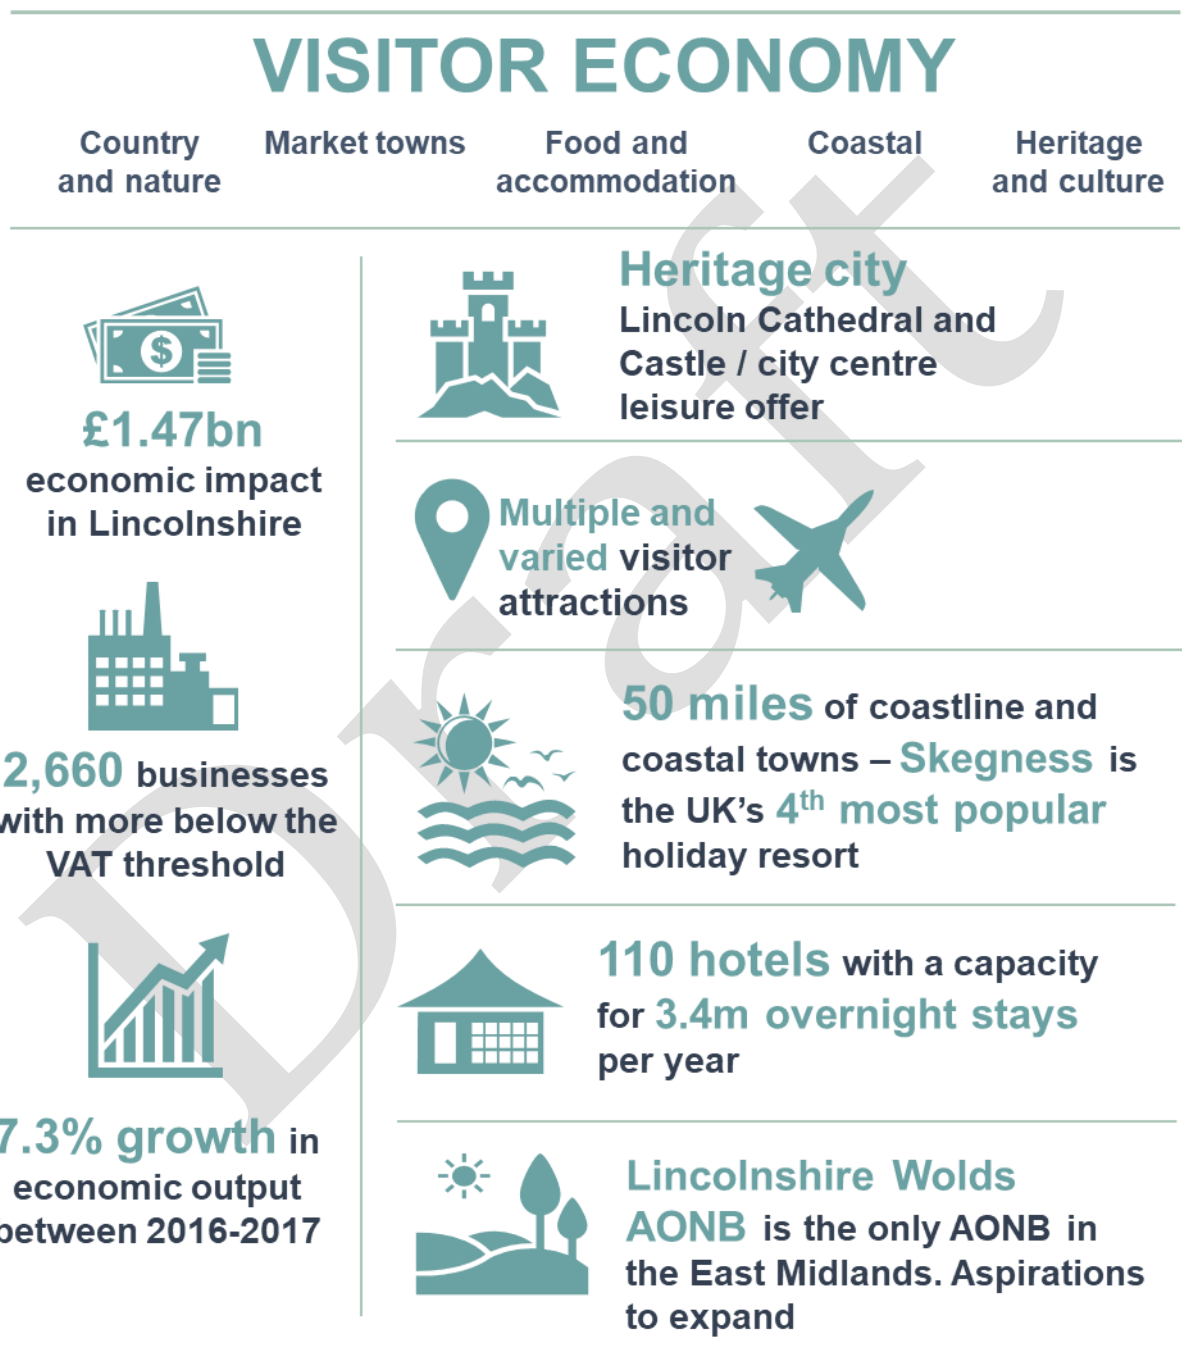 VISITOR ECONOMY
Country
and nature
Market towns
Food and
accommodation
Coastal
Heritage
and culture
£1.47bn
economic impact
in Lincolnshire
2,660 businesses
with more below the
VAT threshold
7.3% growth in
economic output
between 2016-2017
Heritage city
Lincoln Cathedral and
Castle / city centre
leisure offer
Multiple and
varied visitor
attractions
50 miles of coastline and
coastal towns – Skegness is
the UK's 4th most popular
holiday resort
110 hotels with a capacity
for 3.4m overnight stays
per year
Lincolnshire Wolds
AONB is the only AONB in
the East Midlands. Aspirations
to expand
Draft